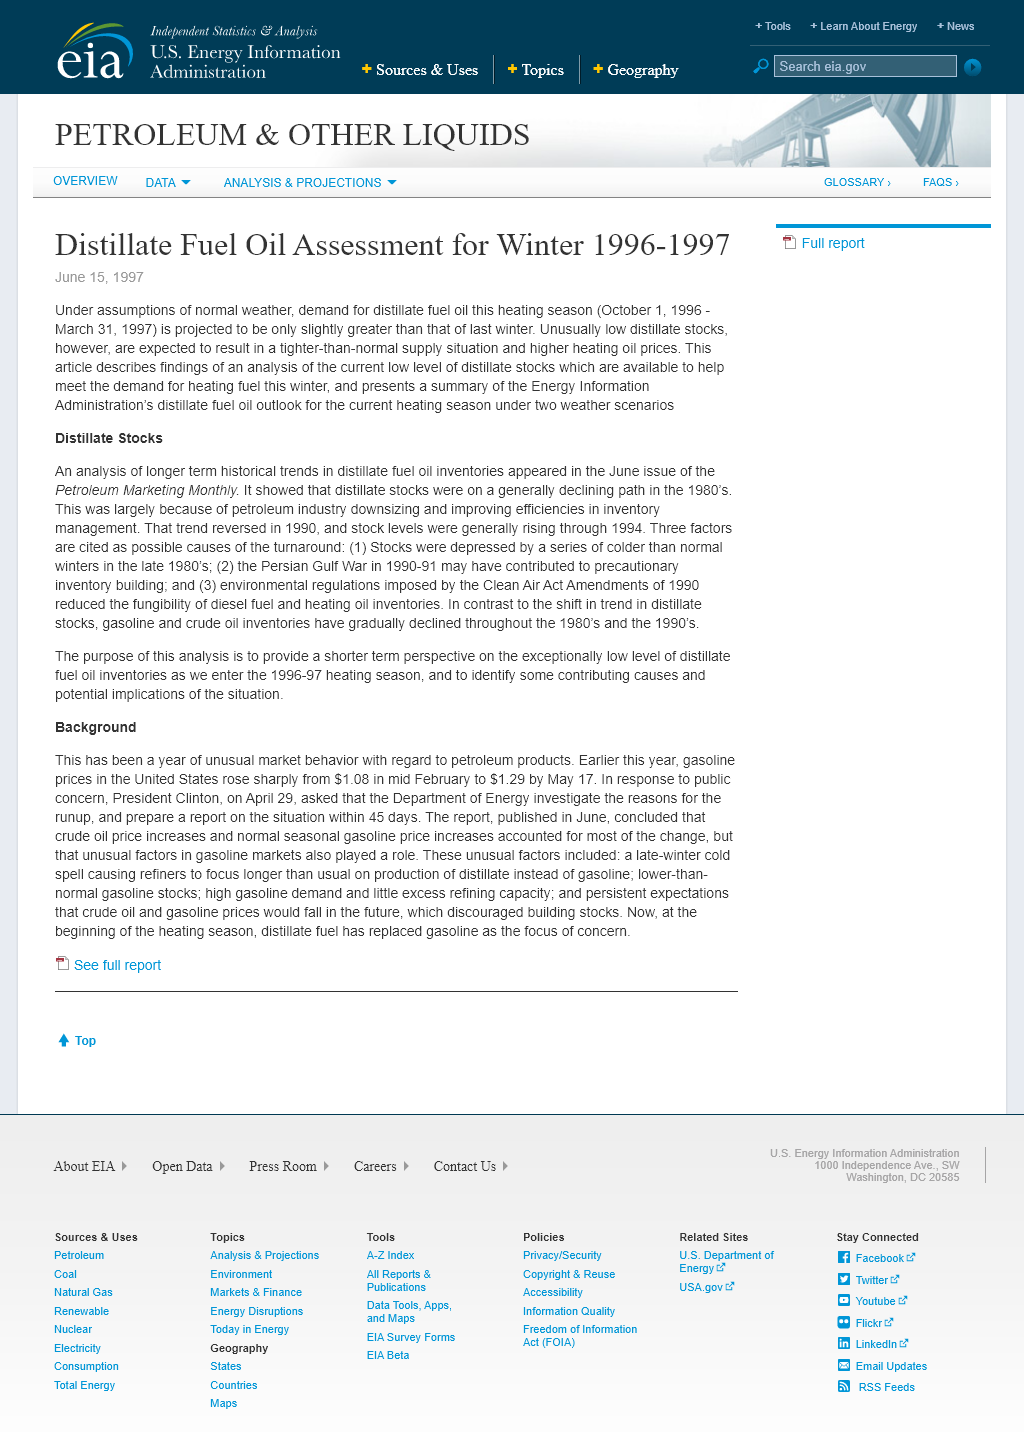 + Tools + Learn About Energy + News
Independent Statistics & Analysis
eia U.S. Energy Information
Administration
+ Sources & Uses + Topics + Geography
Search eia.gov
PETROLEUM & OTHER LIQUIDS
OVERVIEW DATA ANALYSIS & PROJECTIONS GLOSSARY › FAQS ›
Distillate Fuel Oil Assessment for Winter 1996-1997
Full report
June 15, 1997
Under assumptions of normal weather, demand for distillate fuel oil this heating season (October 1, 1996 -
March 31, 1997) is projected to be only slightly greater than that of last winter. Unusually low distillate stocks,
however, are expected to result in a tighter-than-normal supply situation and higher heating oil prices. This
article describes findings of an analysis of the current low level of distillate stocks which are available to help
meet the demand for heating fuel this winter, and presents a summary of the Energy Information
Administration's distillate fuel oil outlook for the current heating season under two weather scenarios
Distillate Stocks
An analysis of longer term historical trends in distillate fuel oil inventories appeared in the June issue of the
Petroleum Marketing Monthly. It showed that distillate stocks were on a generally declining path in the 1980's.
This was largely because of petroleum industry downsizing and improving efficiencies in inventory
management. That trend reversed in 1990, and stock levels were generally rising through 1994. Three factors
are cited as possible causes of the turnaround: (1) Stocks were depressed by a series of colder than normal
winters in the late 1980's; (2) the Persian Gulf War in 1990-91 may have contributed to precautionary
inventory building; and (3) environmental regulations imposed by the Clean Air Act Amendments of 1990
reduced the fungibility of diesel fuel and heating oil inventories. In contrast to the shift in trend in distillate
stocks, gasoline and crude oil inventories have gradually declined throughout the 1980's and the 1990's.
The purpose of this analysis is to provide a shorter term perspective on the exceptionally low level of distillate
fuel oil inventories as we enter the 1996-97 heating season, and to identify some contributing causes and
potential implications of the situation.
Background
This has been a year of unusual market behavior with regard to petroleum products. Earlier this year, gasoline
prices in the United States rose sharply from $1.08 in mid February to $1.29 by May 17. In response to public
concern, President Clinton, on April 29, asked that the Department of Energy investigate the reasons for the
runup, and prepare a report on the situation within 45 days. The report, published in June, concluded that
crude oil price increases and normal seasonal gasoline price increases accounted for most of the change, but
that unusual factors in gasoline markets also played a role. These unusual factors included: a late-winter cold
spell causing refiners to focus longer than usual on production of distillate instead of gasoline; lower-than-
normal gasoline stocks; high gasoline demand and little excess refining capacity; and persistent expectations
that crude oil and gasoline prices would fall in the future, which discouraged building stocks. Now, at the
beginning of the heating season, distillate fuel has replaced gasoline as the focus of concern.
See full report
Top
About EIA Open Data Press Room Careers Contact Us
U.S. Energy Information Administration
1000 Independence Ave., SW
Washington, DC 20585
Sources & Uses
Petroleum
Coal
Natural Gas
Renewable
Nuclear
Electricity
Consumption
Total Energy
Topics
Analysis & Projections
Environment
Markets & Finance
Energy Disruptions
Today in Energy
Geography
States
Countries
Maps
Tools
A-Z Index
All Reports &
Publications
Data Tools, Apps,
and Maps
EIA Survey Forms
EIA Beta
Policies
Privacy/Security
Copyright & Reuse
Accessibility
Information Quality
Freedom of Information
Act (FOIA)
Related Sites
U.S. Department of
Energy
USA.gov
Stay Connected
Facebook
Twitter
Youtube
Flickr
LinkedIn
Email Updates
RSS Feeds